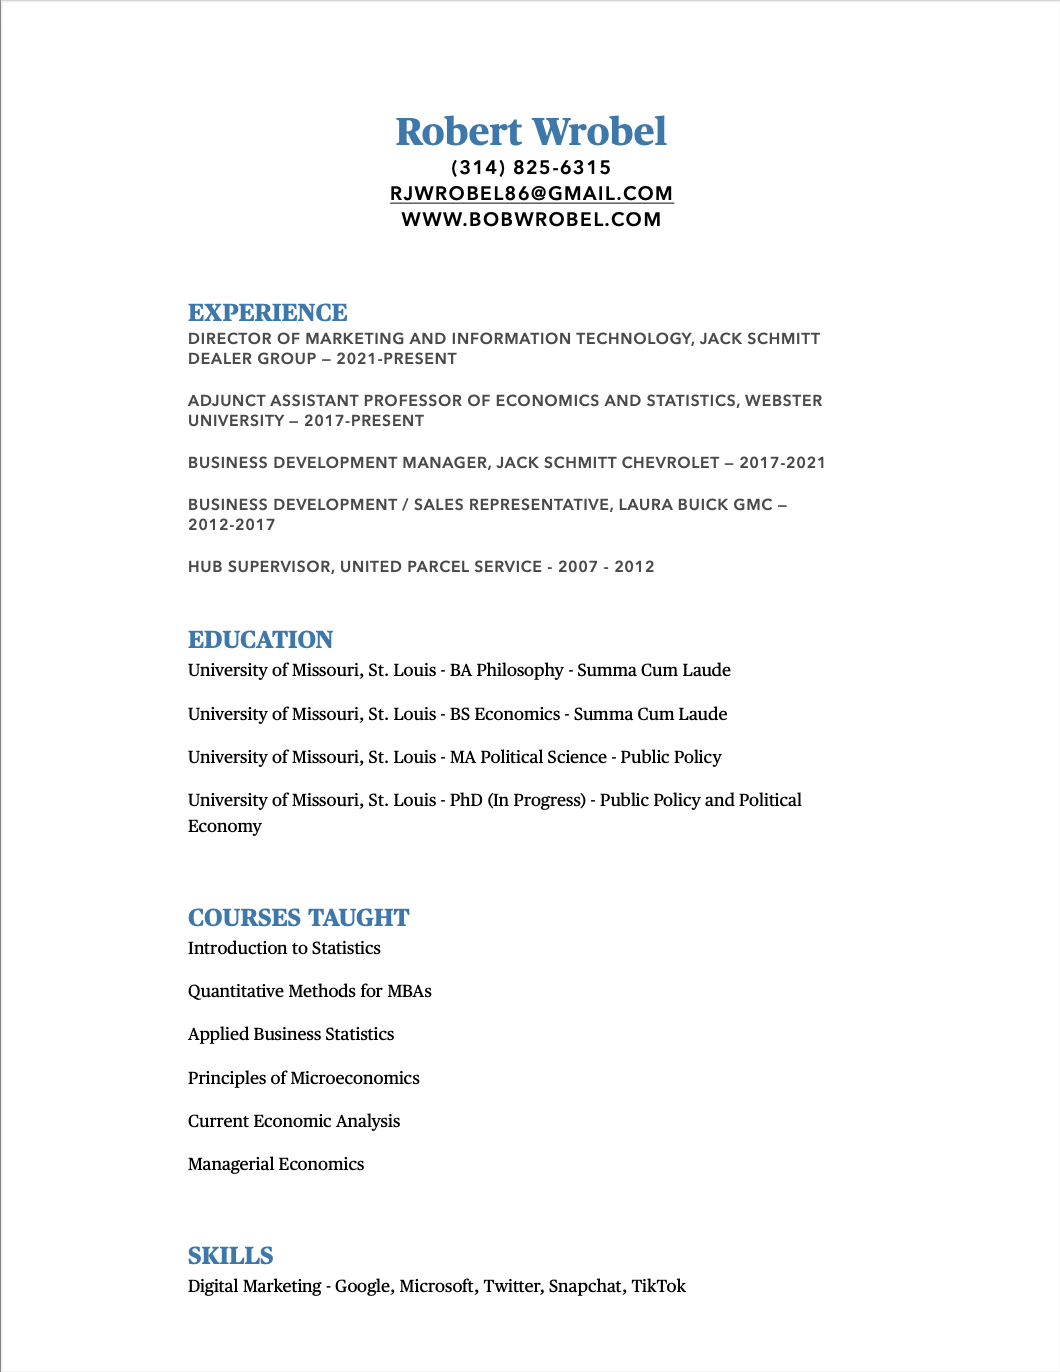 Robert Wrobel
(314) 825-6315
RJWROBEL86@GMAIL.COM
WWW.BOBWROBEL.COM
EXPERIENCE
DIRECTOR OF MARKETING AND INFORMATION TECHNOLOGY, JACK SCHMITT
DEALER GROUP – 2021-PRESENT
ADJUNCT ASSISTANT PROFESSOR OF ECONOMICS AND STATISTICS, WEBSTER
UNIVERSITY – 2017-PRESENT
BUSINESS DEVELOPMENT MANAGER, JACK SCHMITT CHEVROLET – 2017-2021
BUSINESS DEVELOPMENT / SALES REPRESENTATIVE, LAURA BUICK GMC –
2012-2017
HUB SUPERVISOR, UNITED PARCEL SERVICE - 2007 - 2012
EDUCATION
University of Missouri, St. Louis - BA Philosophy - Summa Cum Laude
University of Missouri, St. Louis - BS Economics - Summa Cum Laude
University of Missouri, St. Louis - MA Political Science - Public Policy
University of Missouri, St. Louis - PhD (In Progress) - Public Policy and Political
Economy
COURSES TAUGHT
Introduction to Statistics
Quantitative Methods for MBAs
Applied Business Statistics
Principles of Microeconomics
Current Economic Analysis
Managerial Economics
SKILLS
Digital Marketing - Google, Microsoft, Twitter, Snapchat, TikTok